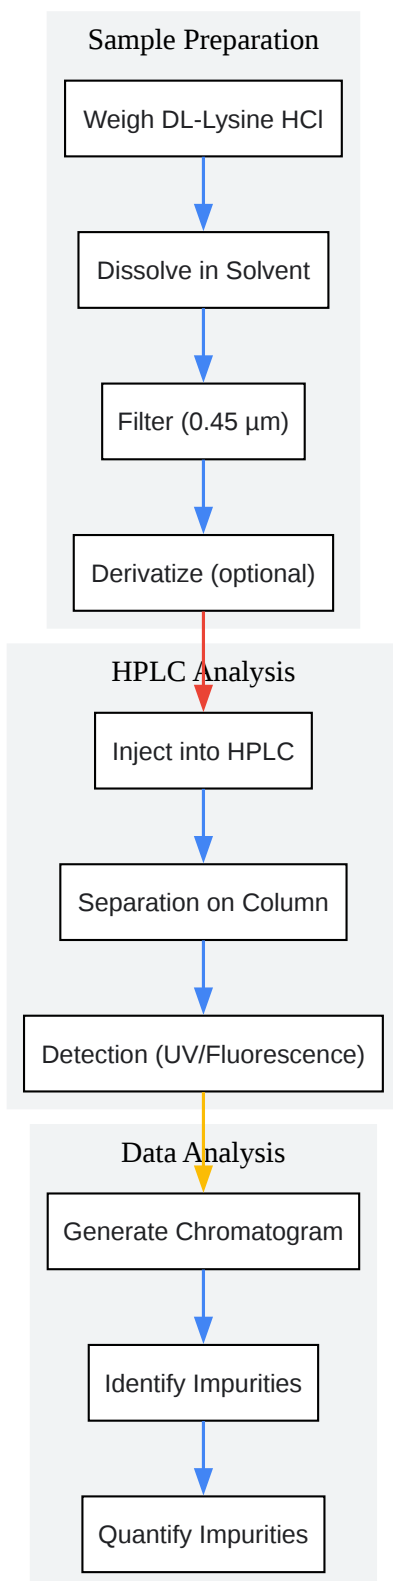 Sample Preparation
Weigh DL-Lysine HCl
Dissolve in Solvent
Filter (0.45 µm)
Derivatize (optional)
HPLC Analysis
Inject into HPLC
Separation on Column
Detection (UV/Fluorescence)
Data Analysis
Generate Chromatogram
Identify Impurities
Quantify Impurities